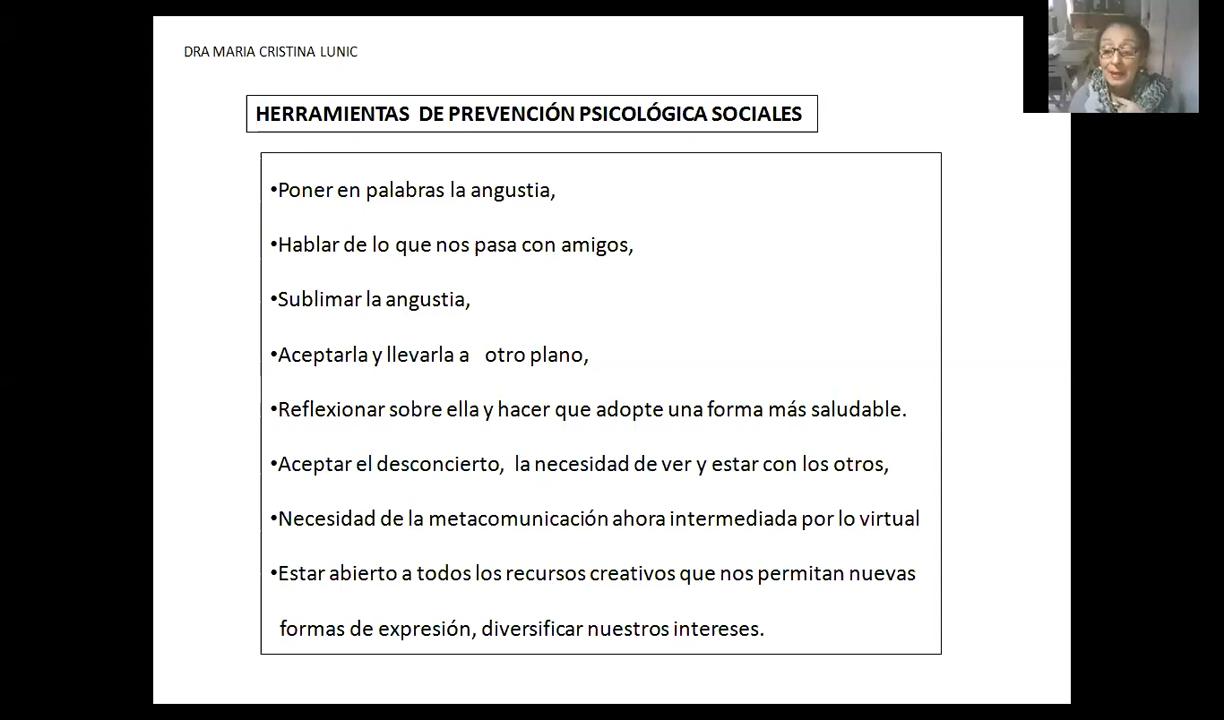 DRA MARIA CRISTINA LUNIC
HERRAMIENTAS DE PREVENCIÓN PSICOLÓGICA SOCIALES
•Poner en palabras la angustia,
•Hablar de lo que nos pasa con amigos,
•Sublimar la angustia,
•Aceptarla y llevarla a otro plano,
•Reflexionar sobre ella y hacer que adopte una forma más saludable.
•Aceptar el desconcierto, la necesidad de ver y estar con los otros,
•Necesidad de la metacomunicación ahora intermediada por lo virtual
•Estar abierto a todos los recursos creativos que nos permitan nuevas
formas de expresión, diversificar nuestros intereses.